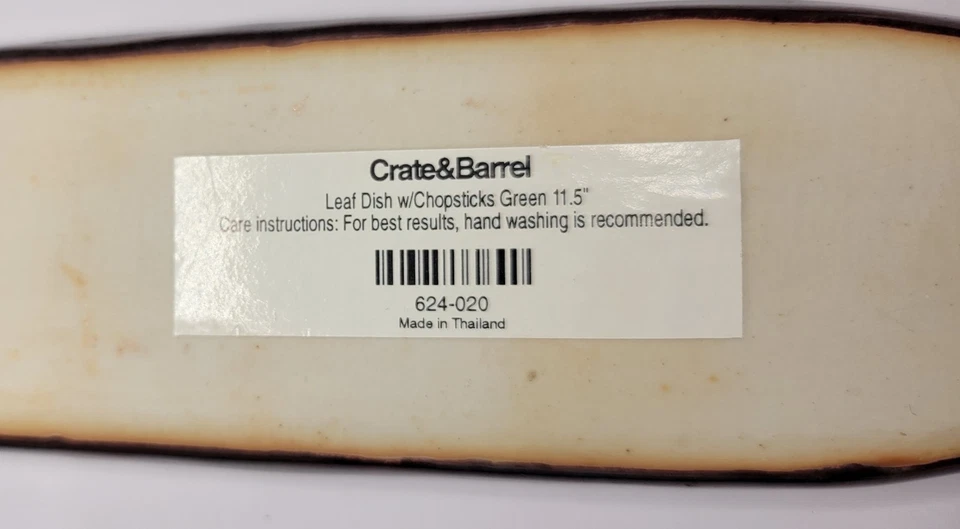 Crate&Barrel
Leaf Dish w/Chopsticks Green 11.5"
Care instructions: For best results, hand washing is recommended.
624-020
Made in Thailand